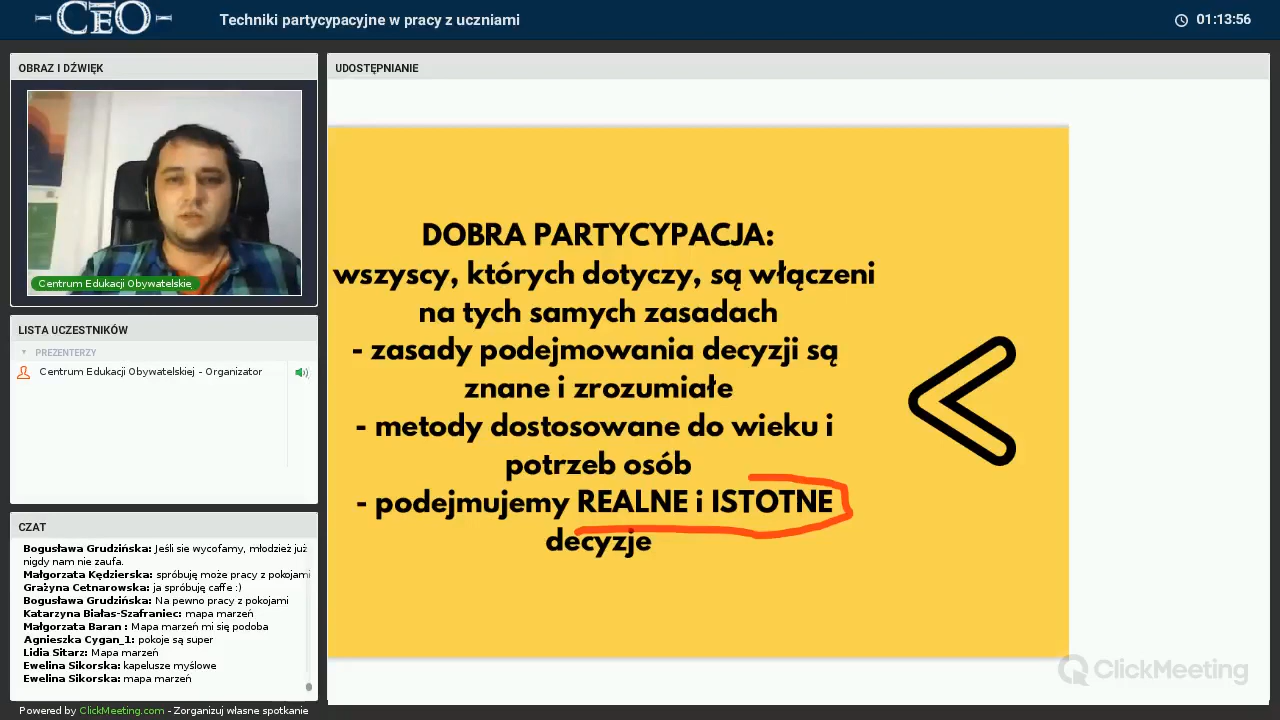 CEO
Techniki partycypacyjne w pracy z uczniami
01:13:56
OBRAZ I DŹWIĘK
Centrum Edukacji Obywatelskie
LISTA UCZESTNIKÓW
PREZENTERZY
Centrum Edukacji Obywatelskiej - Organizator
CZAT
Bogusława Grudzińska: Jeśli sie wycofamy, młodzież już
nigdy nam nie zaufa.
Małgorzata Kędzierska: spróbuję może pracy z pokojami
Grażyna Cetnarowska: ja spróbuję caffe :)
Bogusława Grudzińska: Na pewno pracy z pokojami
Katarzyna Białas-Szafraniec: mapa marzeń
Małgorzata Baran : Mapa marzeń mi się podoba
Agnieszka Cygan_1: pokoje są super
Lidia Sitarz: Mapa marzeń
Ewelina Sikorska: kapelusze myślowe
Ewelina Sikorska: mapa marzeń
Powered by ClickMeeting.com - Zorganizuj własne spotkanie
UDOSTĘPNIANIE
DOBRA PARTYCYPACJA:
wszyscy, których dotyczy, są włączeni
na tych samych zasadach
- zasady podejmowania decyzji są
znane i zrozumiałe
- metody dostosowane do wieku i
potrzeb osób
- podejmujemy REALNE i ISTOTNE
decyzje
ClickMeeting